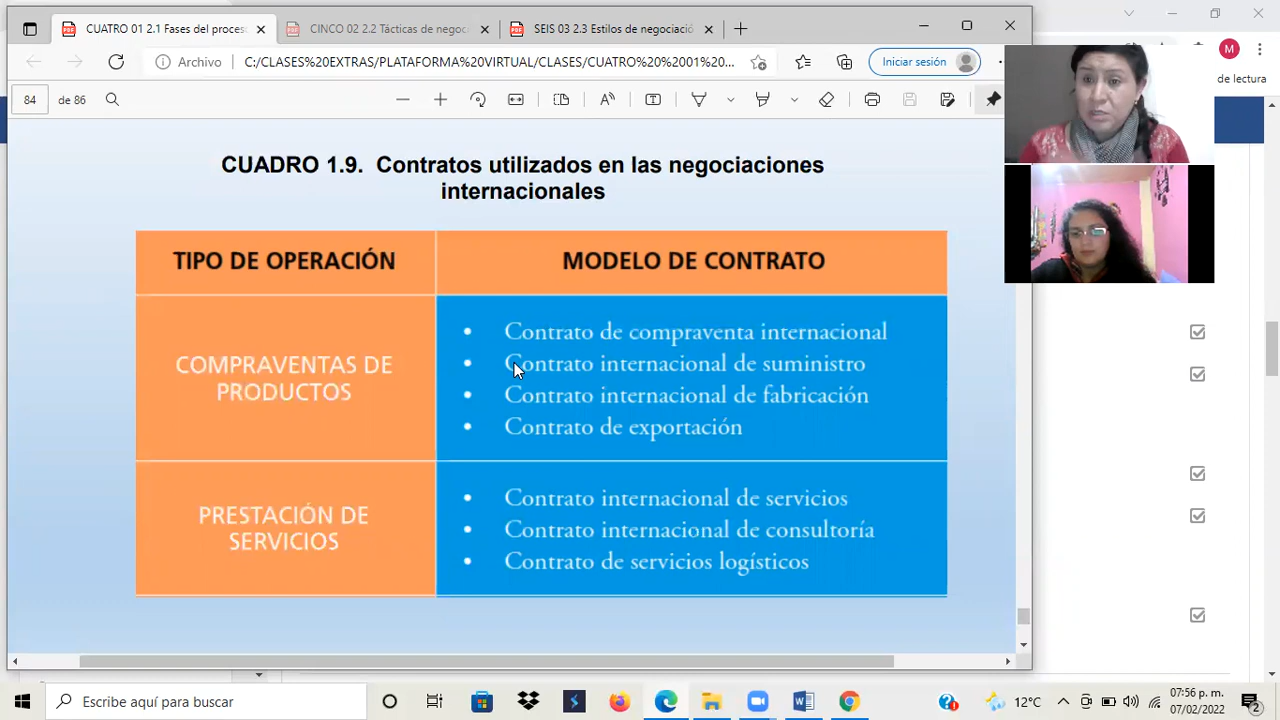 CUATRO 01 2.1 Fases del proces
CINCO 02 2.2 Tácticas de negoc
SEIS 03 2.3 Estilos de negociació
Archivo
C:/CLASES%20EXTRAS/PLATAFORMA%20VIRTUAL/CLASES/CUATRO%20%2001%20...
Iniciar sesión
M
de lectura
84 de 86
CUADRO 1.9. Contratos utilizados en las negociaciones
internacionales
TIPO DE OPERACIÓN
MODELO DE CONTRATO
COMPRAVENTAS DE
PRODUCTOS
• Contrato de compraventa internacional
• Contrato internacional de suministro
• Contrato internacional de fabricación
• Contrato de exportación
PRESTACIÓN DE
SERVICIOS
• Contrato internacional de servicios
• Contrato internacional de consultoría
• Contrato de servicios logísticos
Escribe aquí para buscar
12°C
07:56 p. m.
07/02/2022
2